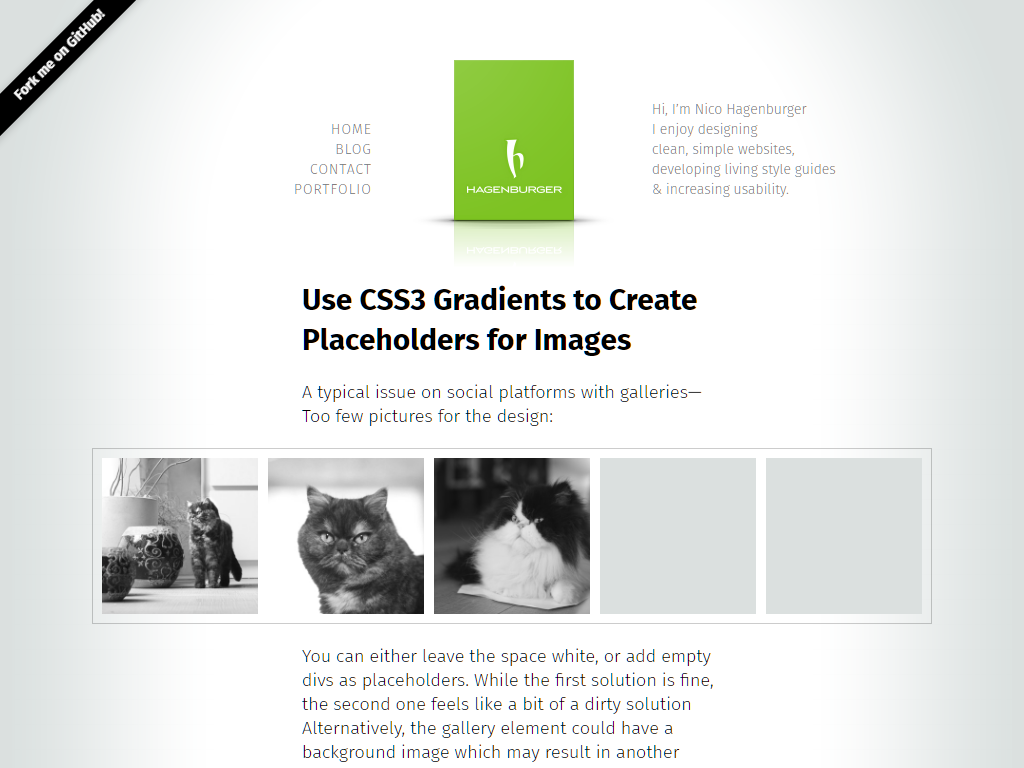 Fork me on GitHub!
HOME
BLOG
CONTACT
PORTFOLIO
HAGENBURGER
Hi, I’m Nico Hagenburger
I enjoy designing
clean, simple websites,
developing living style guides
& increasing usability.
Use CSS3 Gradients to Create
Placeholders for Images
A typical issue on social platforms with galleries—
Too few pictures for the design:
You can either leave the space white, or add empty
divs as placeholders. While the first solution is fine,
the second one feels like a bit of a dirty solution
Alternatively, the gallery element could have a
background image which may result in another